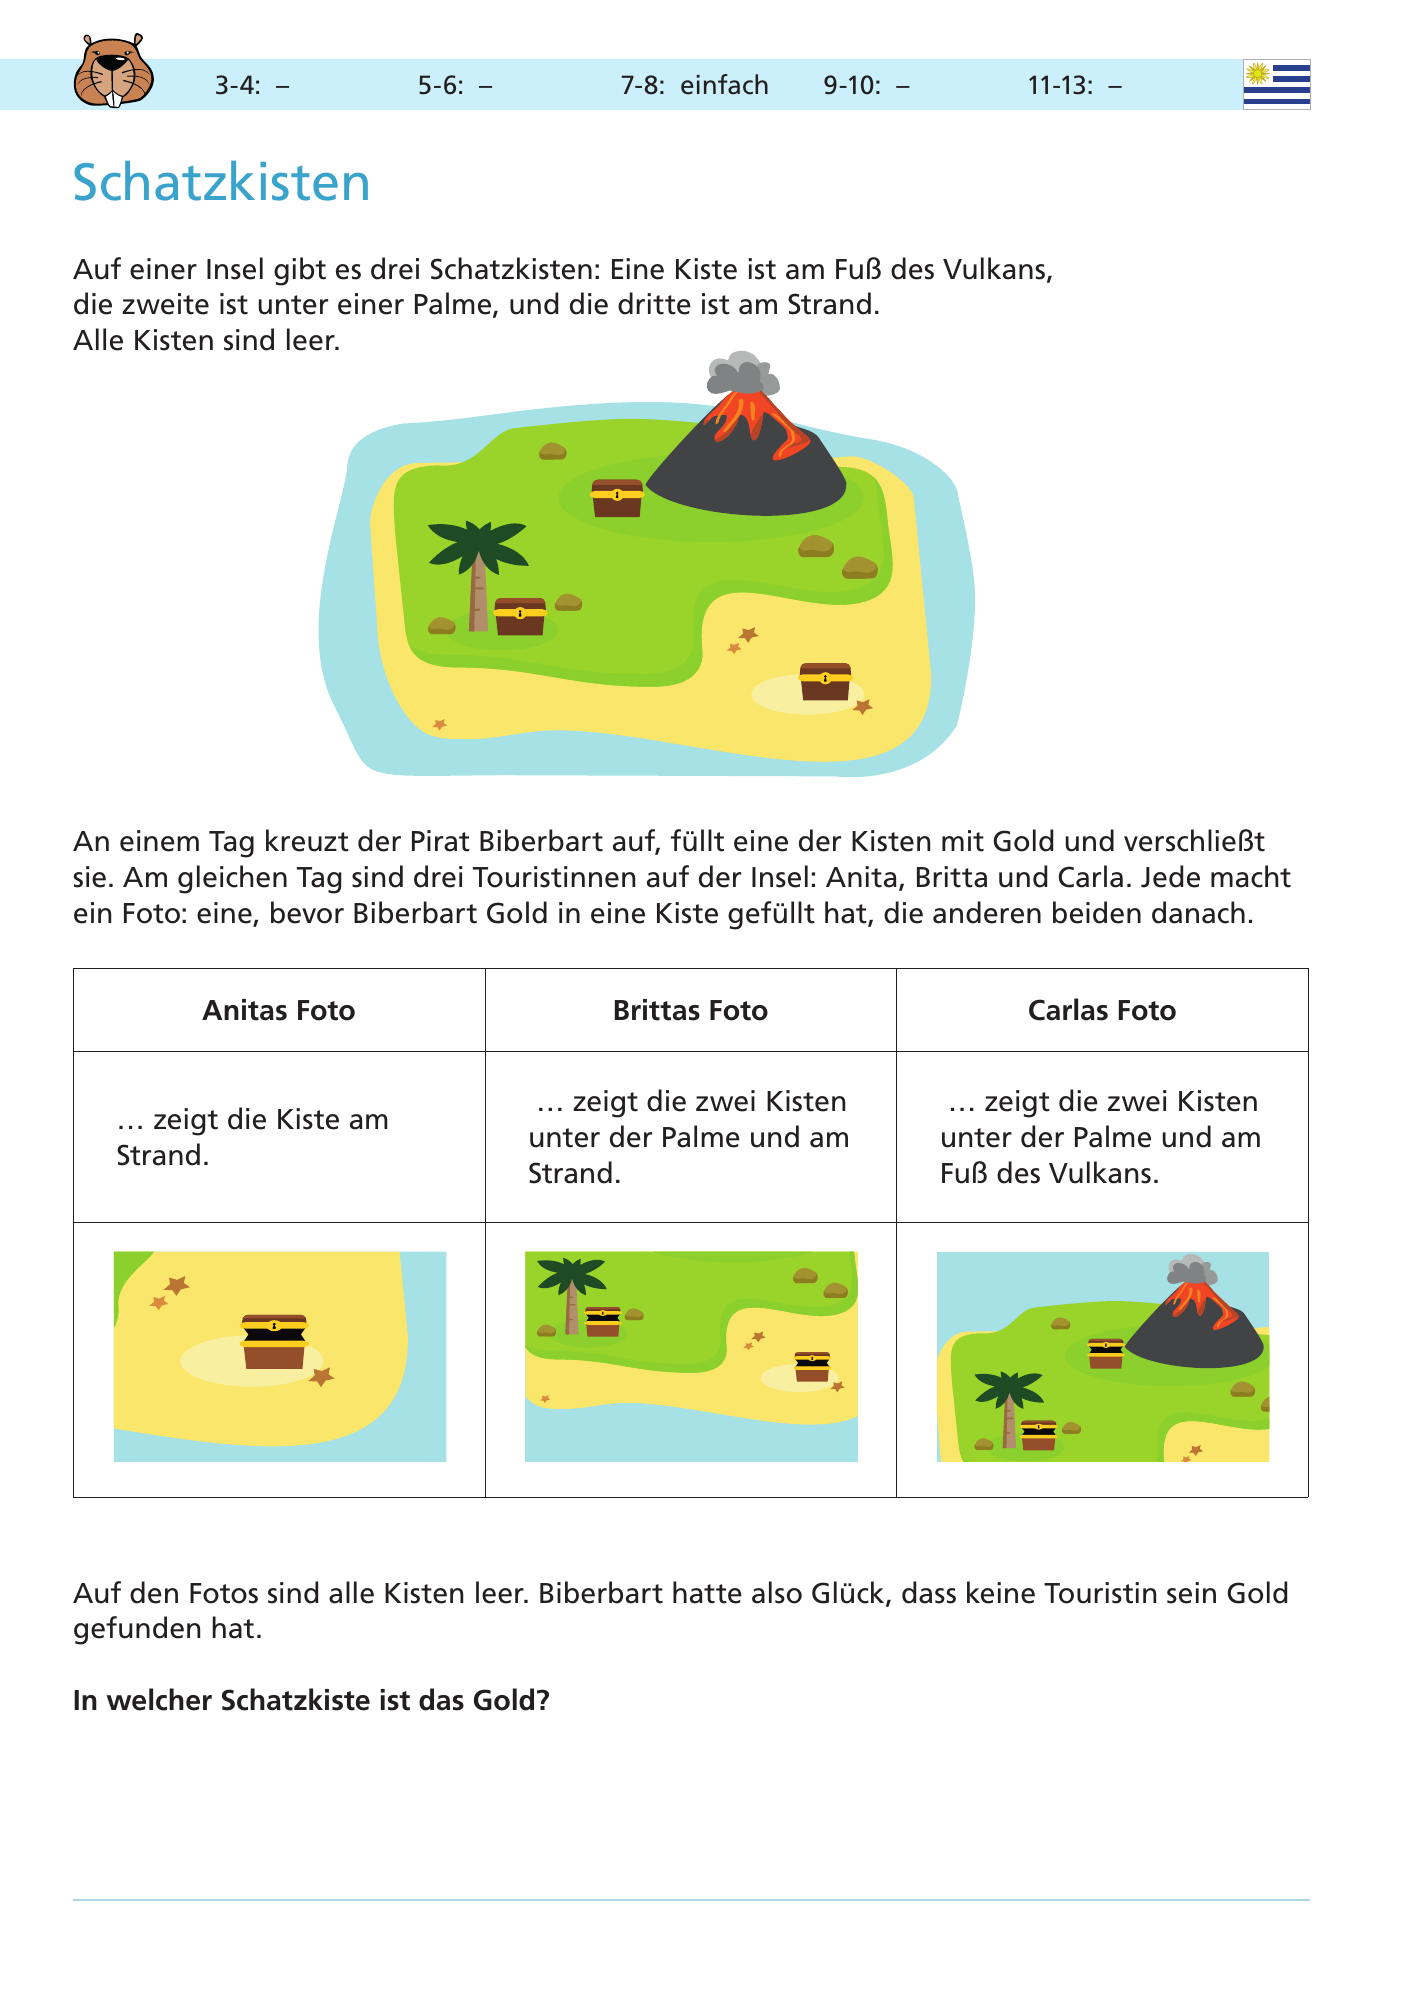 3-4: – 5-6: – 7-8: einfach 9-10: – 11-13: –
Schatzkisten
Auf einer Insel gibt es drei Schatzkisten: Eine Kiste ist am Fuß des Vulkans,
die zweite ist unter einer Palme, und die dritte ist am Strand.
Alle Kisten sind leer.
An einem Tag kreuzt der Pirat Biberbart auf, füllt eine der Kisten mit Gold und verschließt
sie. Am gleichen Tag sind drei Touristinnen auf der Insel: Anita, Britta und Carla. Jede macht
ein Foto: eine, bevor Biberbart Gold in eine Kiste gefüllt hat, die anderen beiden danach.
Anitas Foto
Brittas Foto
Carlas Foto
… zeigt die Kiste am
Strand.
… zeigt die zwei Kisten
unter der Palme und am
Strand.
… zeigt die zwei Kisten
unter der Palme und am
Fuß des Vulkans.
Auf den Fotos sind alle Kisten leer. Biberbart hatte also Glück, dass keine Touristin sein Gold
gefunden hat.
In welcher Schatzkiste ist das Gold?